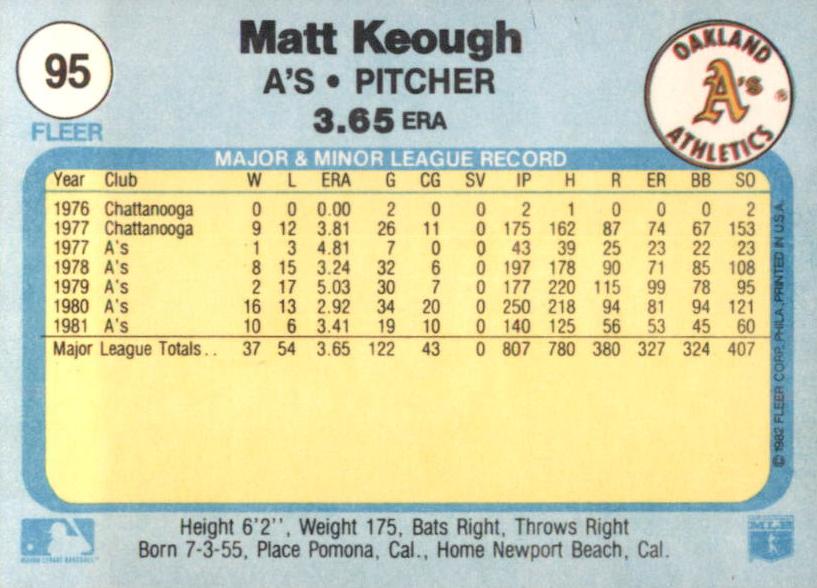 95
FLEER
Matt Keough
A'S • PITCHER
3.65 ERA
OAKLAND
A's
®
ATHLETICS
MAJOR & MINOR LEAGUE RECORD
Year Club W L ERA G CG SV IP H R ER BB SO
1976 Chattanooga 0 0 0.00 2 0 0 2 1 0 0 0 2
1977 Chattanooga 9 12 3.81 26 11 0 175 162 87 74 67 153
1977 A's 1 3 4.81 7 0 0 43 39 25 23 22 23
1978 A's 8 15 3.24 32 6 0 197 178 90 71 85 108
1979 A's 2 17 5.03 30 7 0 177 220 115 99 78 95
1980 A's 16 13 2.92 34 20 0 250 218 94 81 94 121
1981 A's 10 6 3.41 19 10 0 140 125 56 53 45 60
Major League Totals.. 37 54 3.65 122 43 0 807 780 380 327 324 407
© 1982 FLEER CORP. PHILA. PRINTED IN U.S.A.
Height 6'2'', Weight 175, Bats Right, Throws Right
Born 7-3-55, Place Pomona, Cal., Home Newport Beach, Cal.
MAJOR LEAGUE BASEBALL
MLB